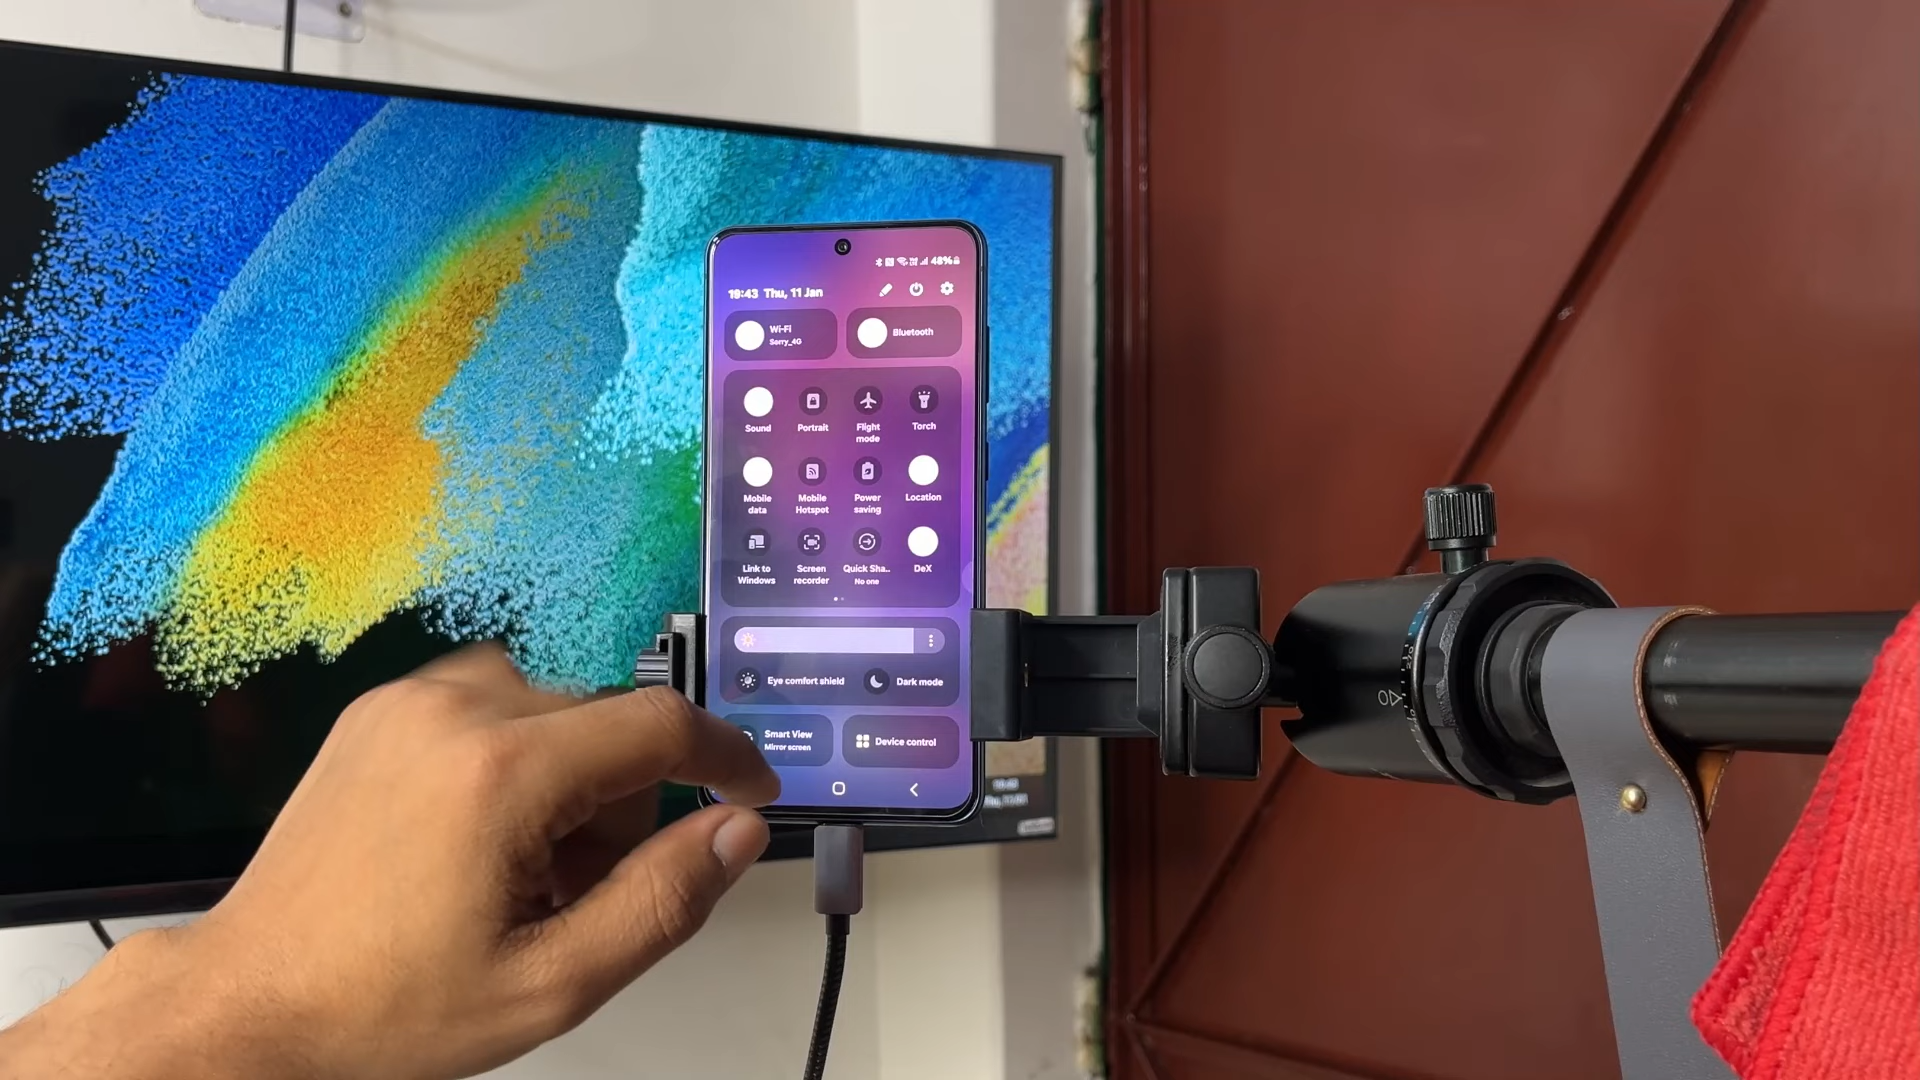 48%
19:43 Thu, 11 Jan
Wi-Fi
Sorry_4G
Bluetooth
Sound
Portrait
Flight
mode
Torch
Mobile
data
Mobile
Hotspot
Power
saving
Location
Link to
Windows
Screen
recorder
Quick Sha..
No one
DeX
Eye comfort shield
Dark mode
Smart View
Mirror screen
Device control
270